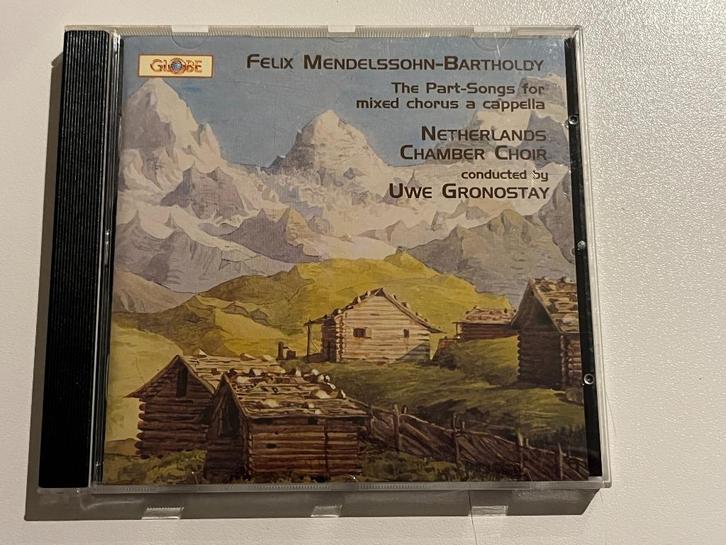 GLOBE
FELIX MENDELSSOHN-BARTHOLDY
The Part-Songs for
mixed chorus a cappella
NETHERLANDS
CHAMBER CHOIR
conducted by
UWE GRONOSTAY